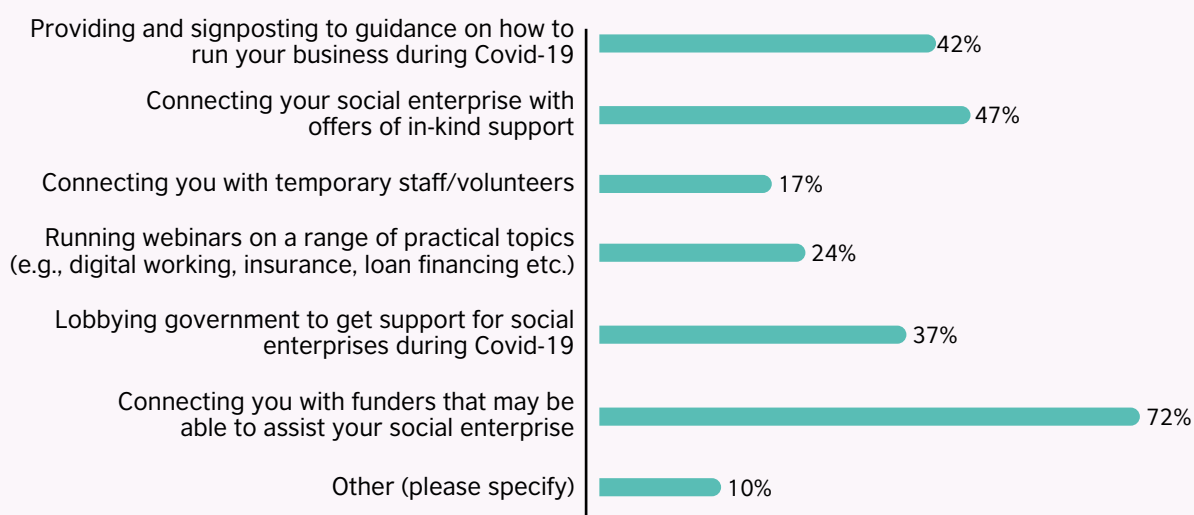 Providing and signposting to guidance on how to
run your business during Covid-19
42%
Connecting your social enterprise with
offers of in-kind support
47%
Connecting you with temporary staff/volunteers
17%
Running webinars on a range of practical topics
(e.g., digital working, insurance, loan financing etc.)
24%
Lobbying government to get support for social
enterprises during Covid-19
37%
Connecting you with funders that may be
able to assist your social enterprise
72%
Other (please specify)
10%